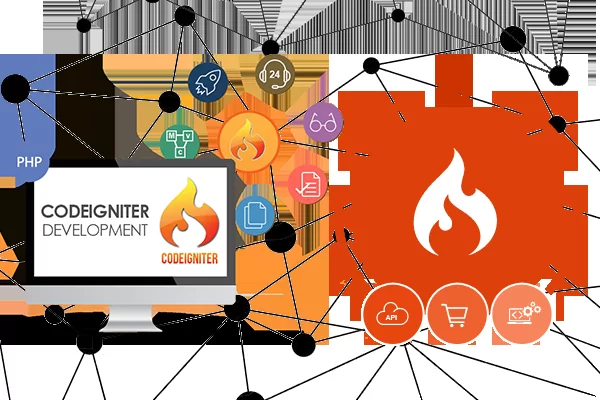 24
M V
C
PHP
CODEIGNITER
DEVELOPMENT
CODEIGNITER
API